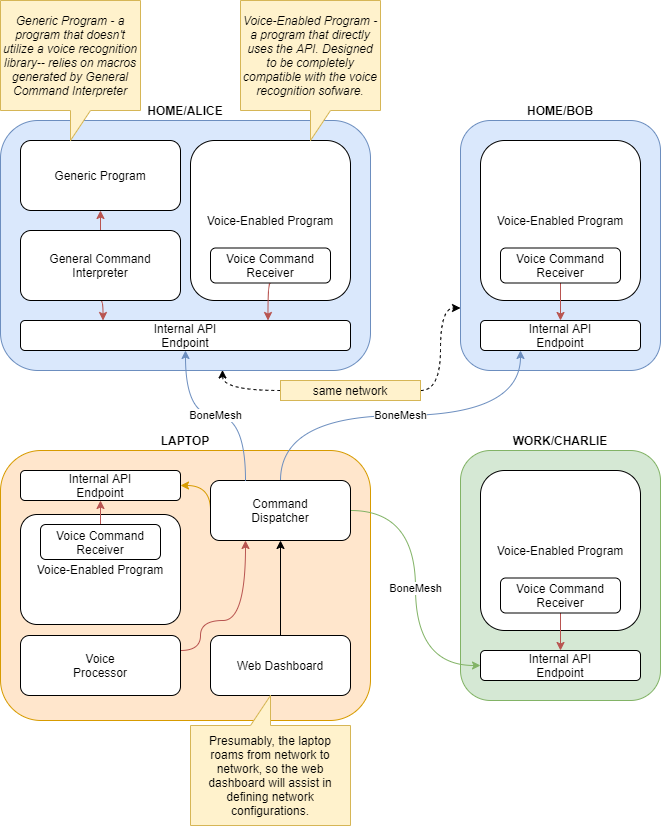 Generic Program - a
program that doesn't
utilize a voice recognition
library-- relies on macros
generated by General
Command Interpreter
Voice-Enabled Program -
a program that directly
uses the API. Designed
to be completely
compatible with the voice
recognition sofware.
HOME/ALICE
HOME/BOB
Generic Program
Voice-Enabled Program
General Command
Interpreter
Voice Command
Receiver
Internal API
Endpoint
Voice-Enabled Program
Voice Command
Receiver
Internal API
Endpoint
same network
BoneMesh
BoneMesh
LAPTOP
WORK/CHARLIE
Internal API
Endpoint
Voice Command
Receiver
Voice-Enabled Program
Command
Dispatcher
Voice
Processor
Web Dashboard
BoneMesh
Voice-Enabled Program
Voice Command
Receiver
Internal API
Endpoint
Presumably, the laptop
roams from network to
network, so the web
dashboard will assist in
defining network
configurations.